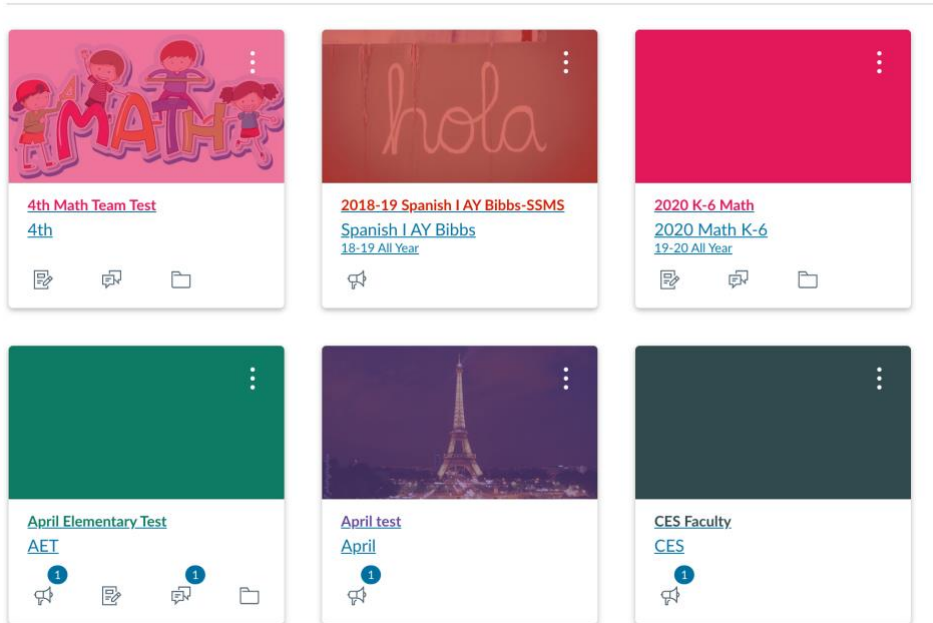 MATH
hola
4th Math Team Test
4th
2018-19 Spanish I AY Bibbs-SSMS
Spanish I AY Bibbs
18-19 All Year
2020 K-6 Math
2020 Math K-6
19-20 All Year
April Elementary Test
AET
1
1
April test
April
1
CES Faculty
CES
1